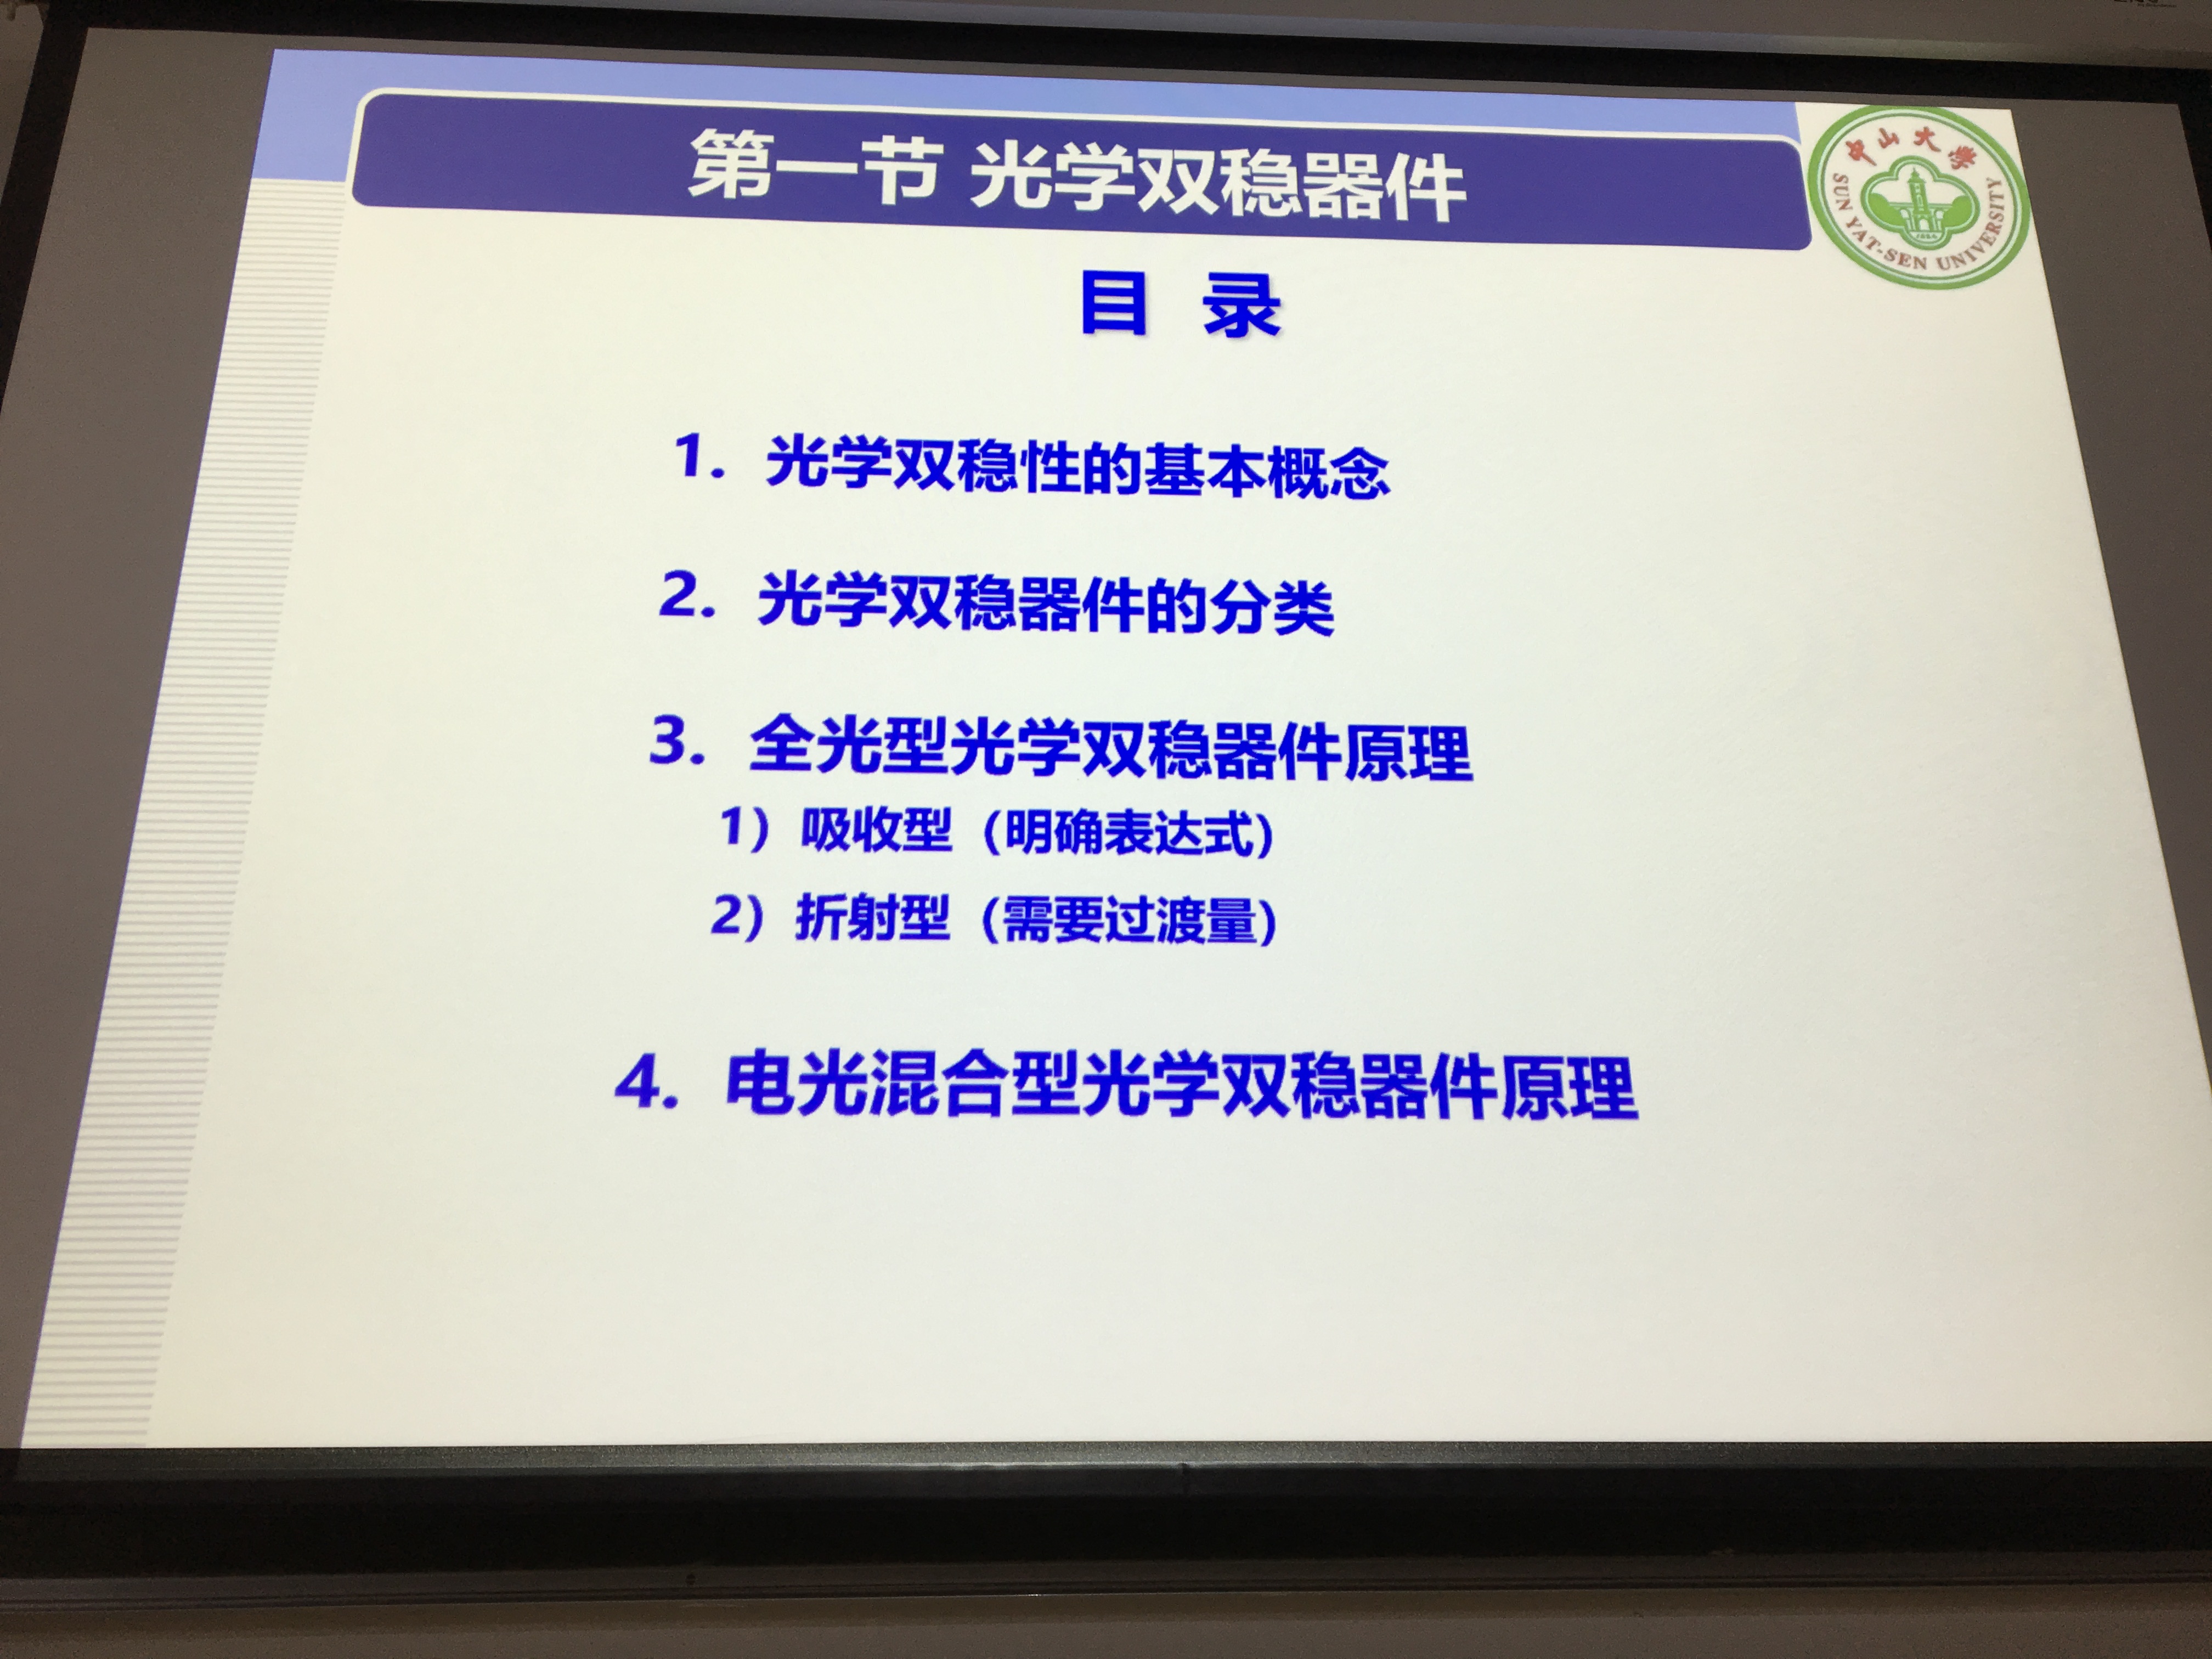 第一节 光学双稳器件
中山大学
SUN YAT-SEN UNIVERSITY
目 录
1. 光学双稳性的基本概念
2. 光学双稳器件的分类
3. 全光型光学双稳器件原理
1）吸收型（明确表达式）
2）折射型（需要过渡量）
4. 电光混合型光学双稳器件原理